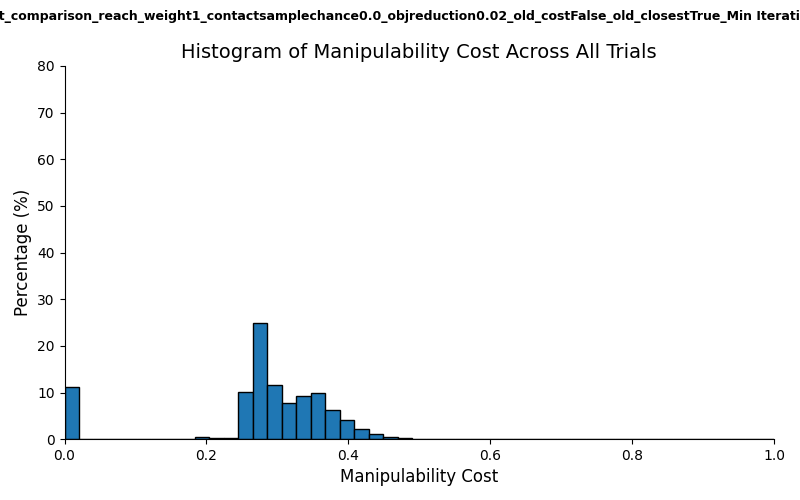 t_comparison_reach_weight1_contactsamplechance0.0_objreduction0.02_old_costFalse_old_closestTrue_Min Iterati
Histogram of Manipulability Cost Across All Trials
80
70
60
50
40
30
20
10
0
Percentage (%)
0.0 0.2 0.4 0.6 0.8 1.0
Manipulability Cost